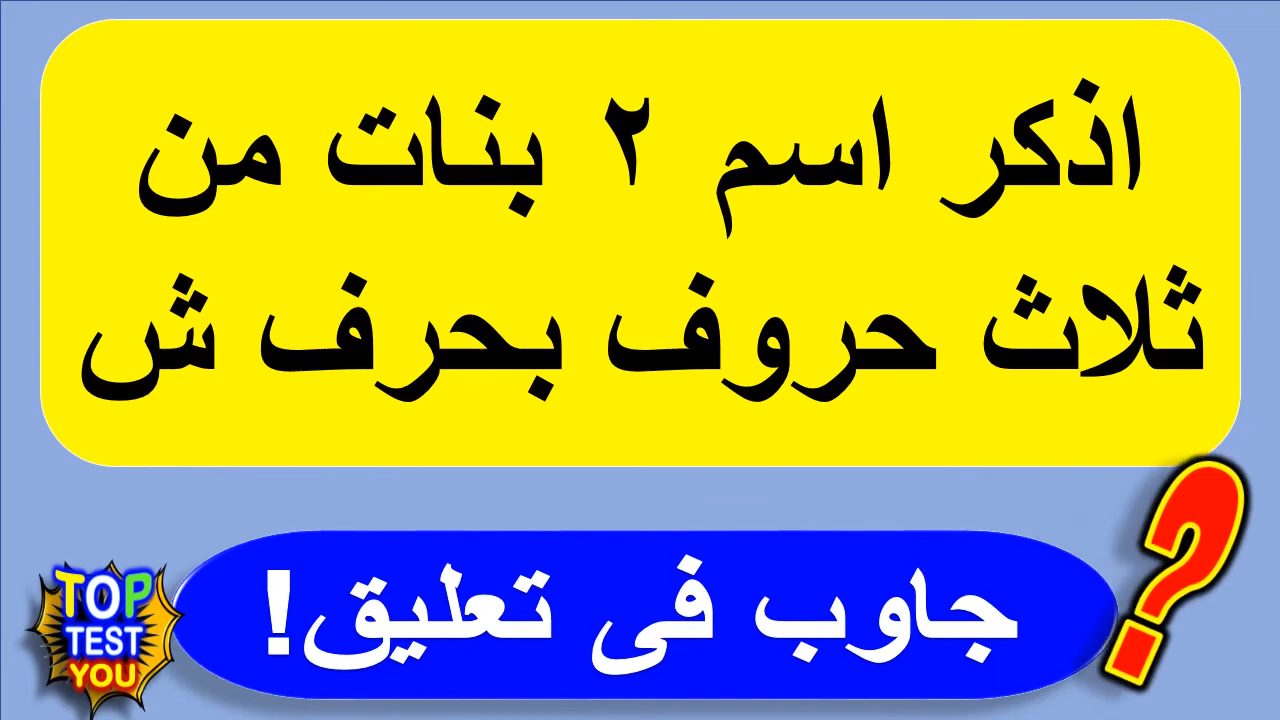 اذكر اسم ٢ بنات من
ثلاث حروف بحرف ش
جاوب فى تعليق!
TOP
TEST
YOU
?